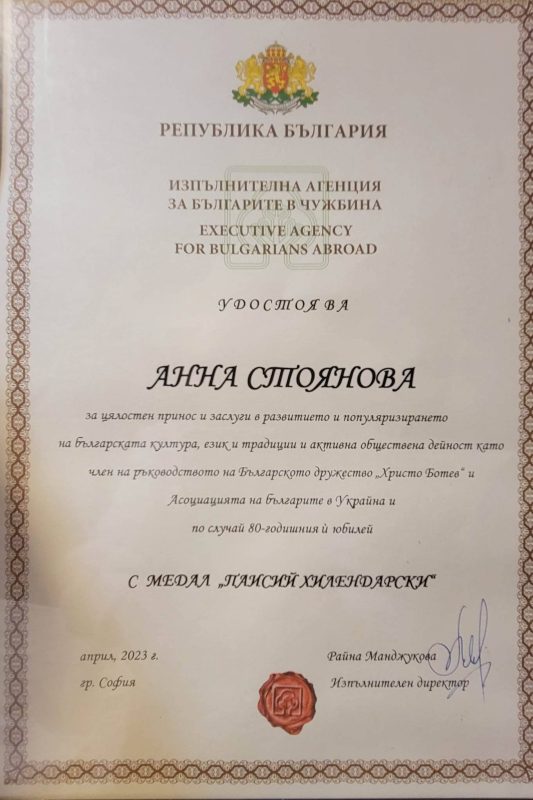 РЕПУБЛИКА БЪЛГАРИЯ
ИЗПЪЛНИТЕЛНА АГЕНЦИЯ
ЗА БЪЛГАРИТЕ В ЧУЖБИНА
EXECUTIVE AGENCY
FOR BULGARIANS ABROAD
УДОСТОЯВА
АННА СТОЯНОВА
за цялостен принос и заслуги в развитието и популяризирането
на българската култура, език и традиции и активна обществена дейност като
член на ръководството на Българското дружество „Христо Ботев“ и
Асоциацията на българите в Украйна и
по случай 80-годишния ѝ юбилей
С МЕДАЛ „ПАИСИЙ ХИЛЕНДАРСКИ“
април, 2023 г.
гр. София
Райна Манджукова
Изпълнителен директор